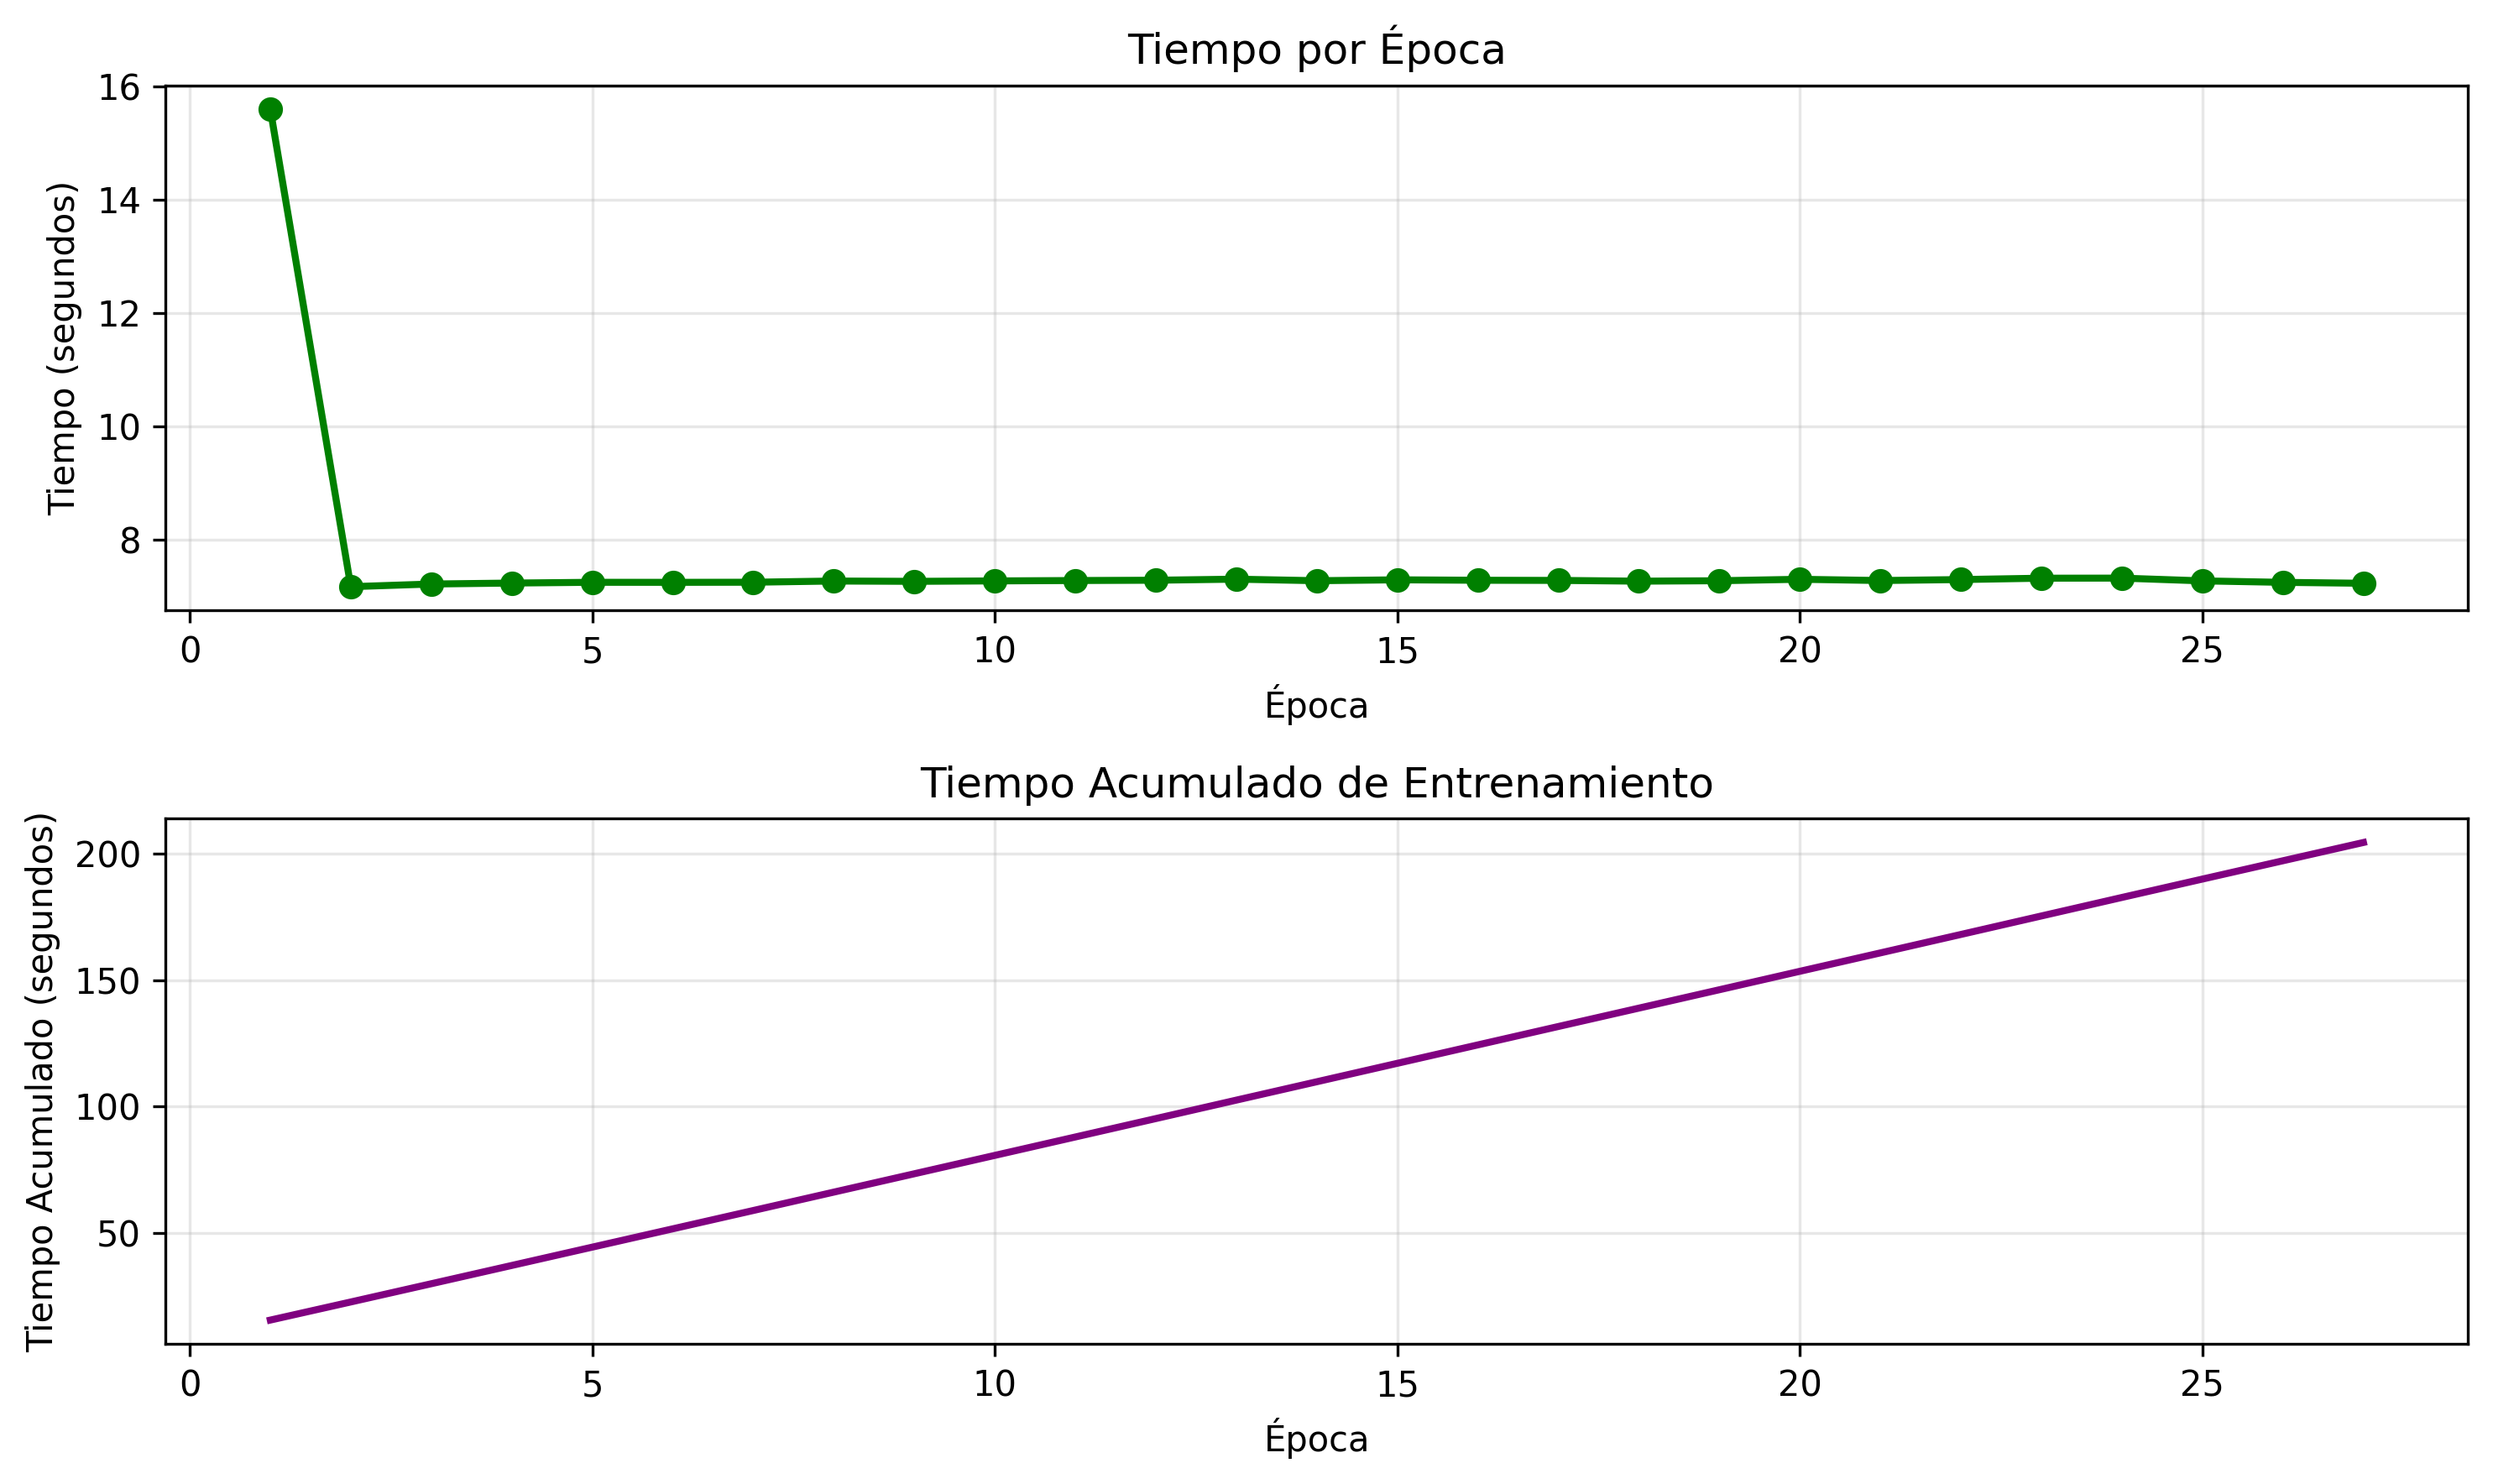 Tiempo por Época
16
14
12
10
8
Tiempo (segundos)
0 5 10 15 20 25
Época
Tiempo Acumulado de Entrenamiento
200
150
100
50
Tiempo Acumulado (segundos)
0 5 10 15 20 25
Época